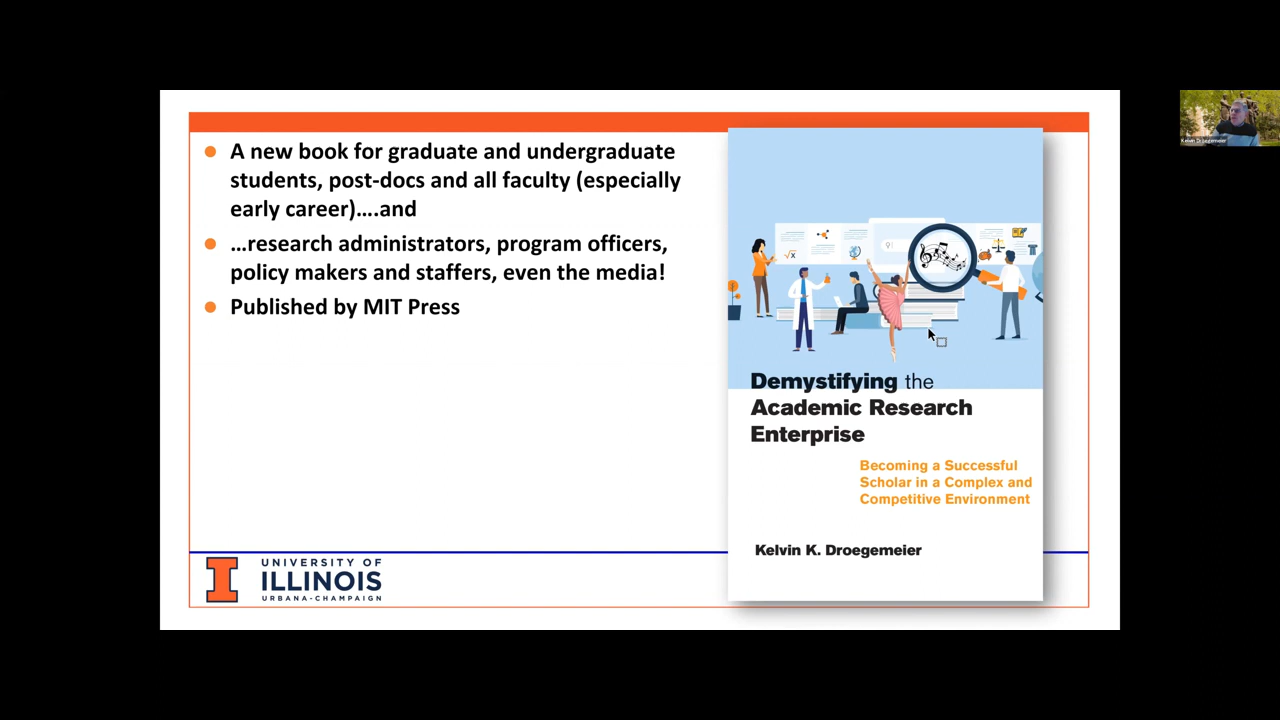 A new book for graduate and undergraduate
students, post-docs and all faculty (especially
early career)….and
…research administrators, program officers,
policy makers and staffers, even the media!
Published by MIT Press
√x
Demystifying the
Academic Research
Enterprise
Becoming a Successful
Scholar in a Complex and
Competitive Environment
Kelvin K. Droegemeier
UNIVERSITY OF
ILLINOIS
URBANA-CHAMPAIGN
Kelvin Droegemeier